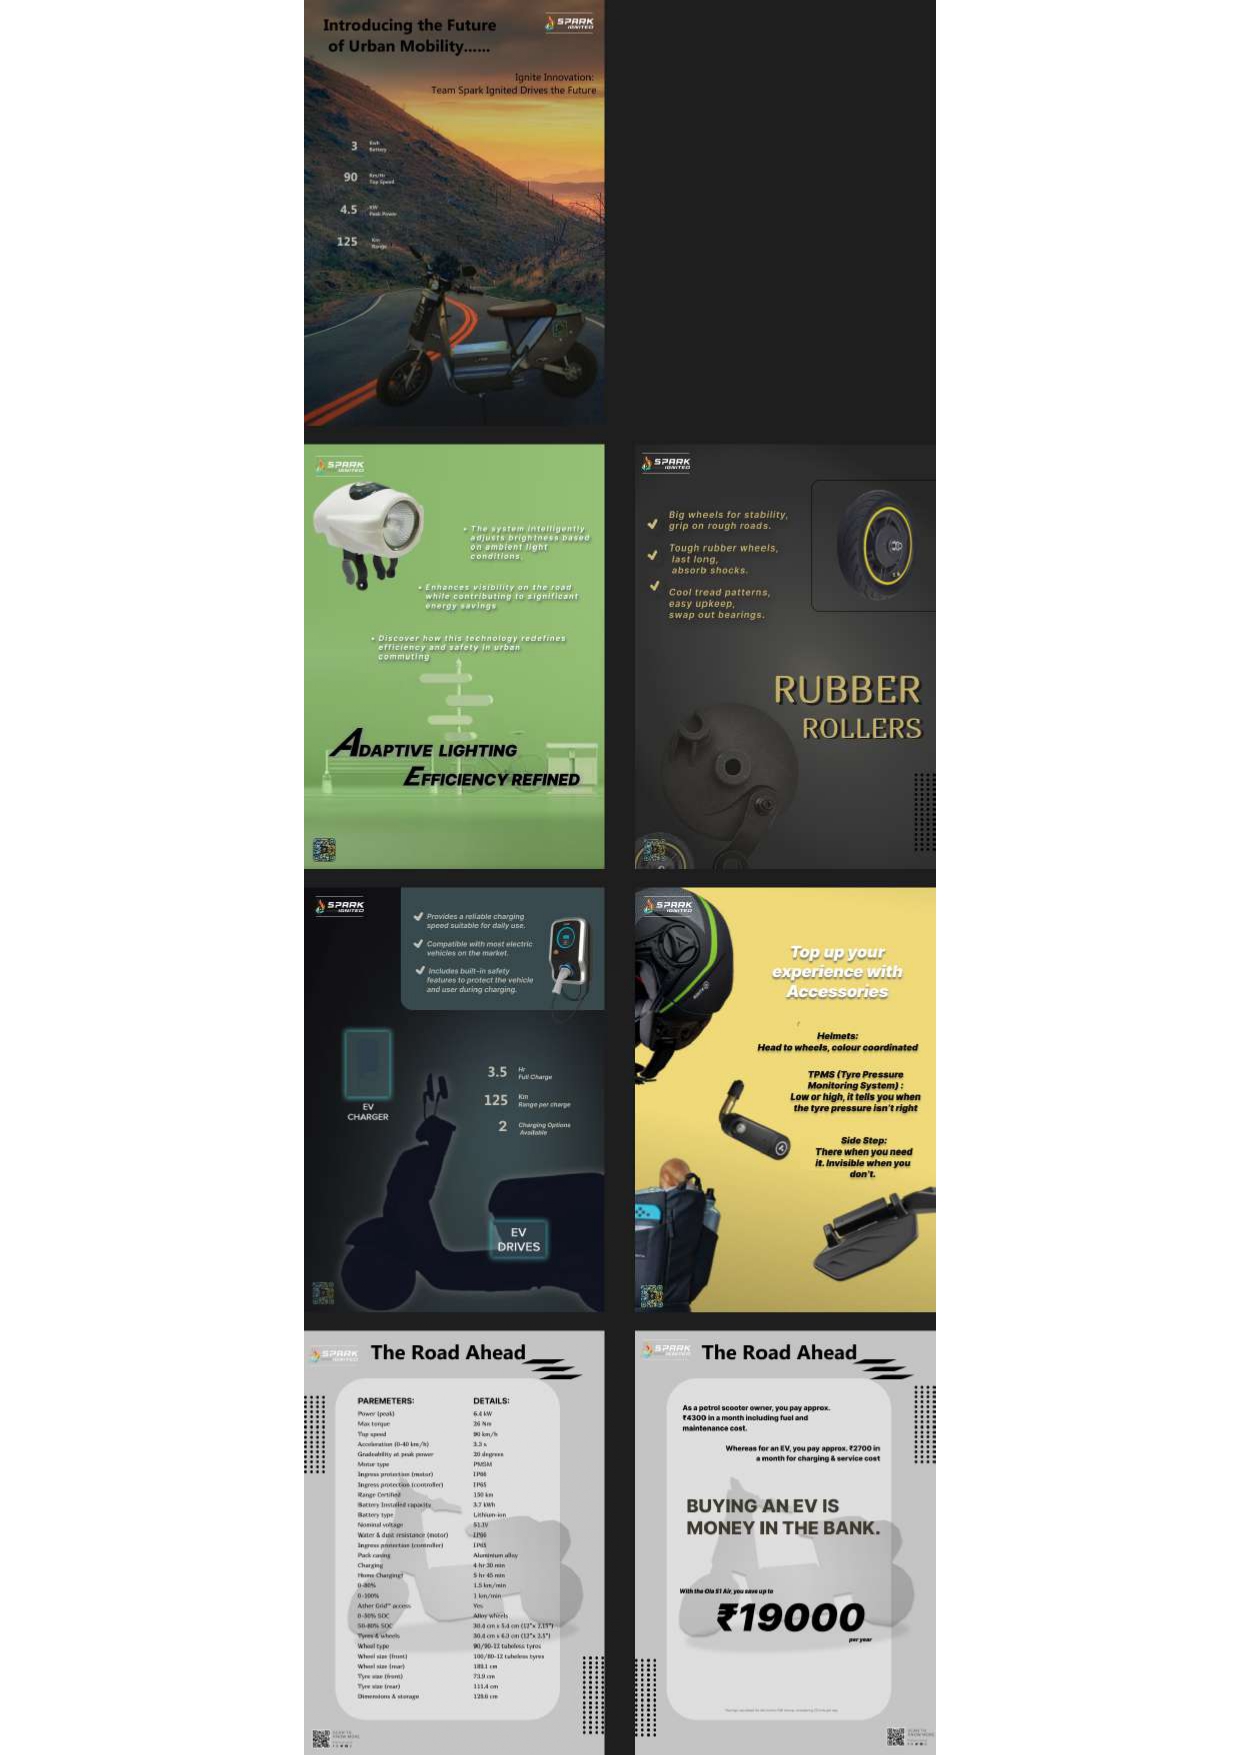 Introducing the Future
of Urban Mobility......
SPARK
IGNITED
Ignite Innovation:
Team Spark Ignited Drives the Future
3 Kwh
Battery
90 Km/Hr
Top Speed
4.5 KW
Peak Power
125 Km
Range
SPARK
IGNITED
• The system intelligently
adjusts brightness based
on ambient light
conditions.
• Enhances visibility on the road
while contributing to significant
energy savings
• Discover how this technology redefines
efficiency and safety in urban
commuting
ADAPTIVE LIGHTING
EFFICIENCY REFINED
SPARK
IGNITED
Big wheels for stability,
grip on rough roads.
Tough rubber wheels,
last long,
absorb shocks.
Cool tread patterns,
easy upkeep,
swap out bearings.
RUBBER
ROLLERS
SPARK
IGNITED
Provides a reliable charging
speed suitable for daily use.
Compatible with most electric
vehicles on the market.
Includes built-in safety
features to protect the vehicle
and user during charging.
EV
CHARGER
3.5 Hr
Full Charge
125 Km
Range per charge
2 Charging Options
Available
EV
DRIVES
SPARK
IGNITED
Top up your
experience with
Accessories
Helmets:
Head to wheels, colour coordinated
TPMS (Tyre Pressure
Monitoring System) :
Low or high, it tells you when
the tyre pressure isn't right
Side Step:
There when you need
it. Invisible when you
don't.
SPARK
IGNITED
The Road Ahead
PAREMETERS: DETAILS:
Power (peak) 6.4 kW
Max torque 26 Nm
Top speed 90 km/h
Acceleration (0-40 km/h) 3.3 s
Gradeability at peak power 20 degrees
Motor type PMSM
Ingress protection (motor) IP66
Ingress protection (controller) IP65
Range Certified 150 km
Battery Installed capacity 3.7 kWh
Battery type Lithium-ion
Nominal voltage 51.1V
Water & dust resistance (motor) IP66
Ingress protection (controller) IP65
Pack casing Aluminium alloy
Charging 4 hr 30 min
Home Charging† 5 hr 45 min
0-80% 1.5 km/min
0-100% 1 km/min
Ather Grid™ access Yes
0-50% SOC Alloy wheels
50-80% SOC 30.4 cm x 5.4 cm (12"x 2.15")
Tyres & wheels 30.4 cm x 6.3 cm (12"x 2.5")
Wheel type 90/90-12 tubeless tyres
Wheel size (front) 100/80-12 tubeless tyres
Wheel size (rear) 189.1 cm
Tyre size (front) 73.9 cm
Tyre size (rear) 111.4 cm
Dimensions & storage 129.6 cm
SCAN TO
KNOW MORE
SPARK
IGNITED
The Road Ahead
As a petrol scooter owner, you pay approx.
₹4300 in a month including fuel and
maintenance cost.
Whereas for an EV, you pay approx. ₹2700 in
a month for charging & service cost
BUYING AN EV IS
MONEY IN THE BANK.
With the Ola S1 Air, you save up to
₹19000
per year
SCAN TO
KNOW MORE